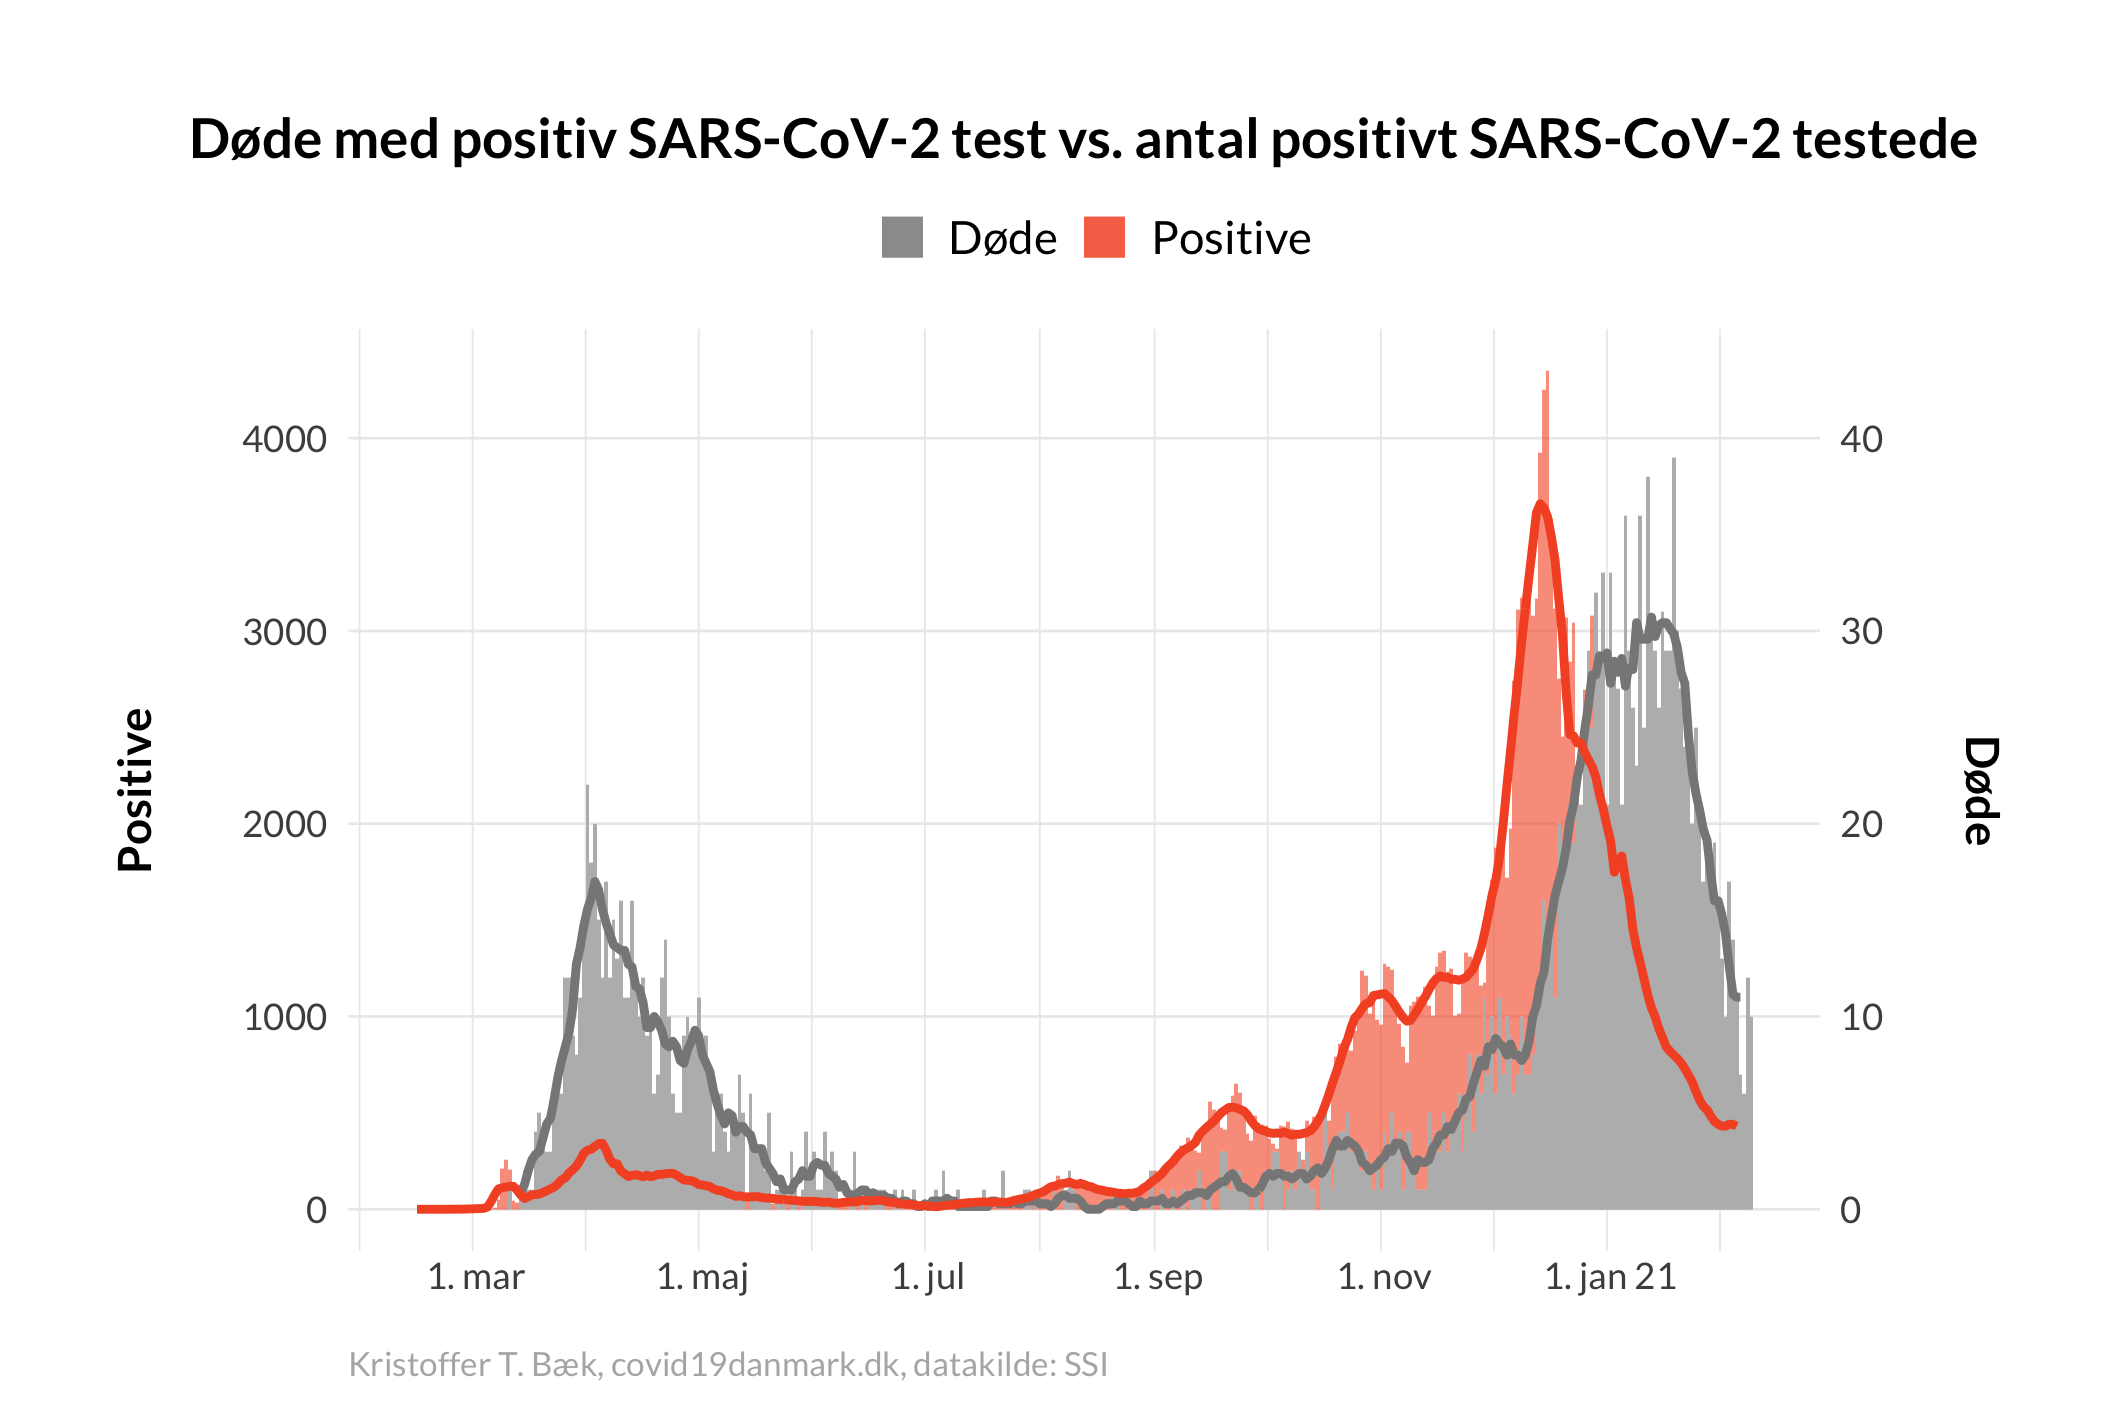 Døde med positiv SARS-CoV-2 test vs. antal positivt SARS-CoV-2 testede
Døde Positive
4000 40
3000 30
2000 20
1000 10
0 0
Positive
Døde
1. mar 1. maj 1. jul 1. sep 1. nov 1. jan 21
Kristoffer T. Bæk, covid19danmark.dk, datakilde: SSI